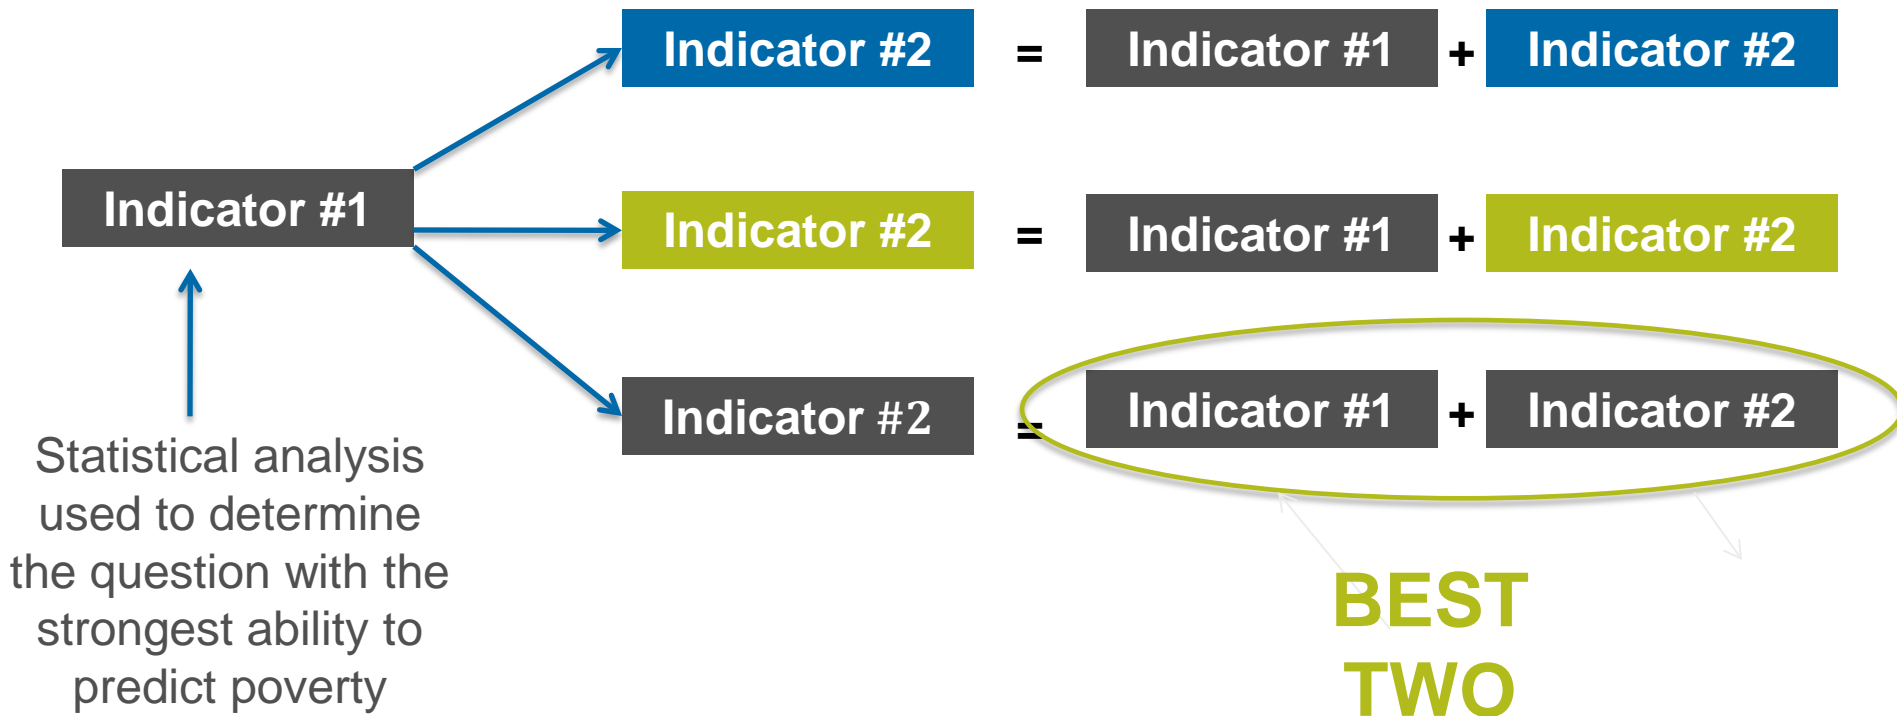 Indicator #2 = Indicator #1 + Indicator #2
Indicator #1
Indicator #2 = Indicator #1 + Indicator #2
Indicator #2 = Indicator #1 + Indicator #2
Statistical analysis
used to determine
the question with the
strongest ability to
predict poverty
BEST
TWO